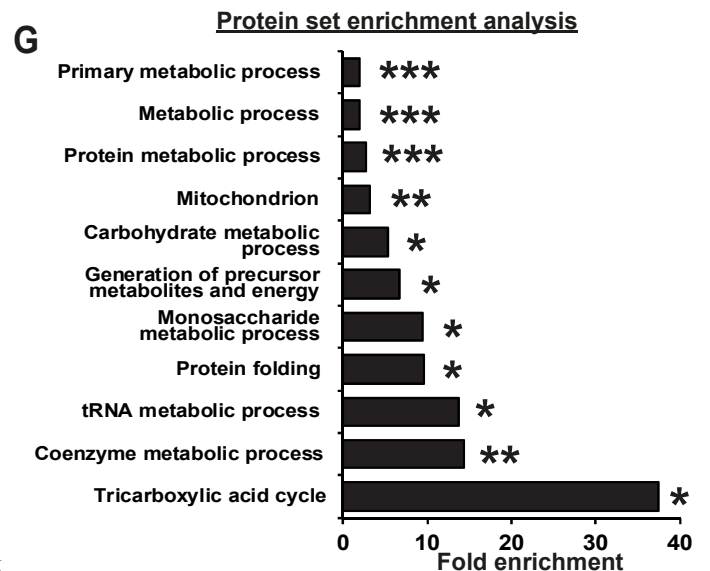 Protein set enrichment analysis
G
Primary metabolic process ***
Metabolic process ***
Protein metabolic process ***
Mitochondrion **
Carbohydrate metabolic
process *
Generation of precursor
metabolites and energy *
Monosaccharide
metabolic process *
Protein folding *
tRNA metabolic process *
Coenzyme metabolic process **
Tricarboxylic acid cycle *
0 10 20 30 40
Fold enrichment